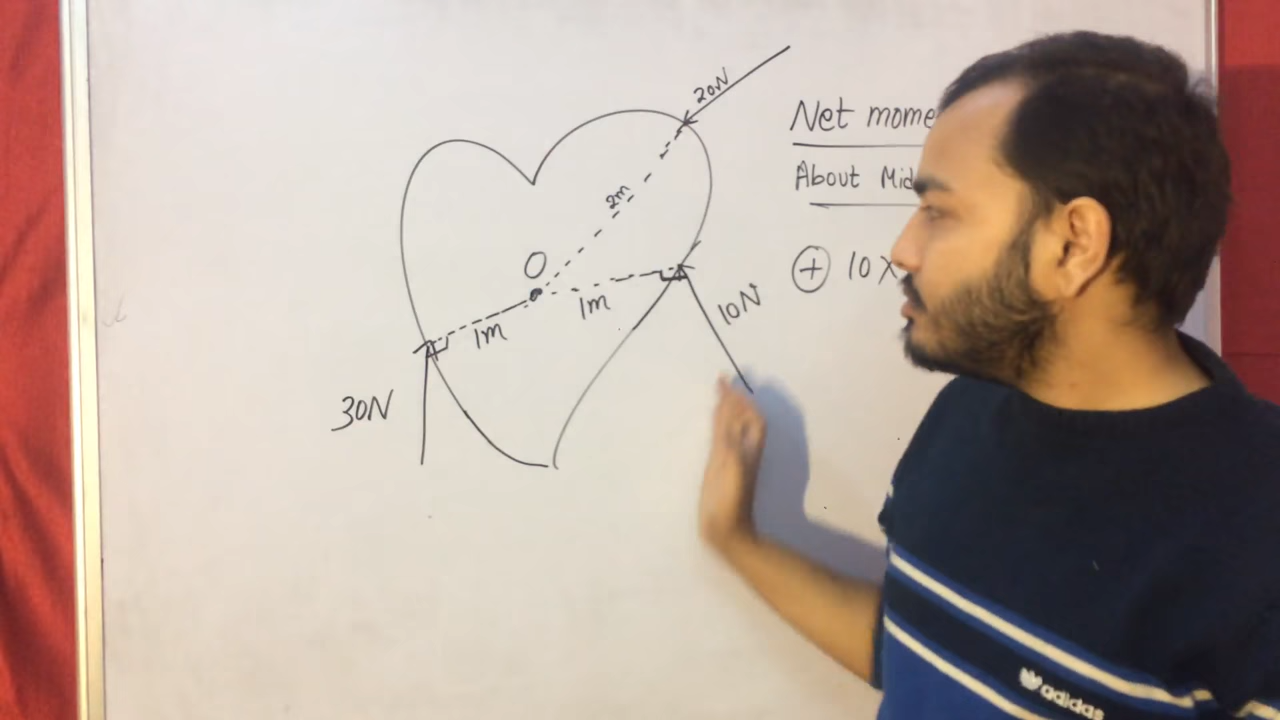 20N
Net mome
About Mid
2m
O
+ 10 X
1m
1m
10N
30N
adidas